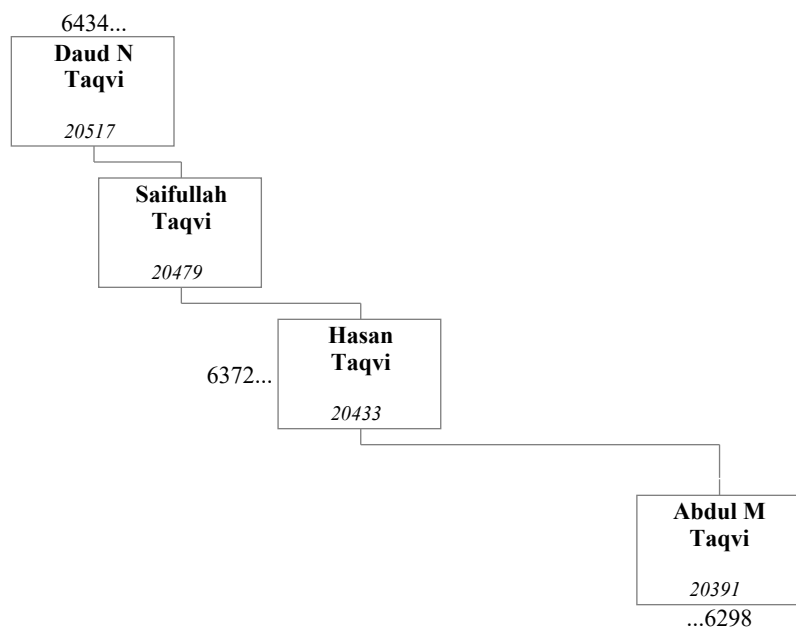 6434...
Daud N
Taqvi
20517
Saifullah
Taqvi
20479
Hasan
Taqvi
6372...
20433
Abdul M
Taqvi
20391
...6298